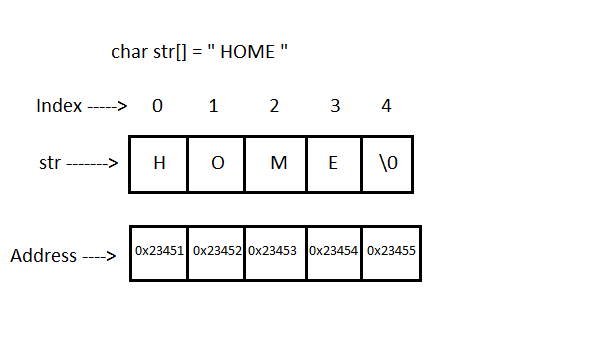 char str[] = " HOME "
Index -----> 0 1 2 3 4
str -------> H O M E \0
Address ----> 0x23451 0x23452 0x23453 0x23454 0x23455